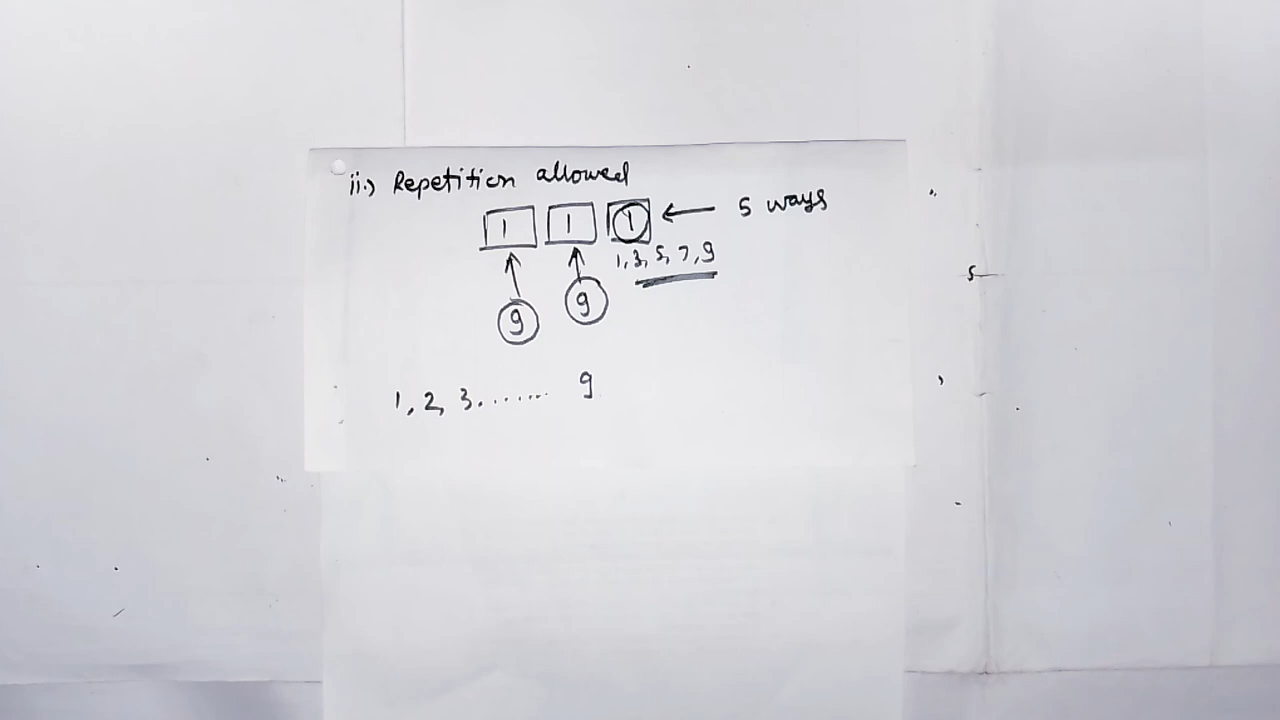 ii.) Repetition allowed
1 1 1 ← 5 ways
1, 3, 5, 7, 9
9 9
1, 2, 3. ....... 9